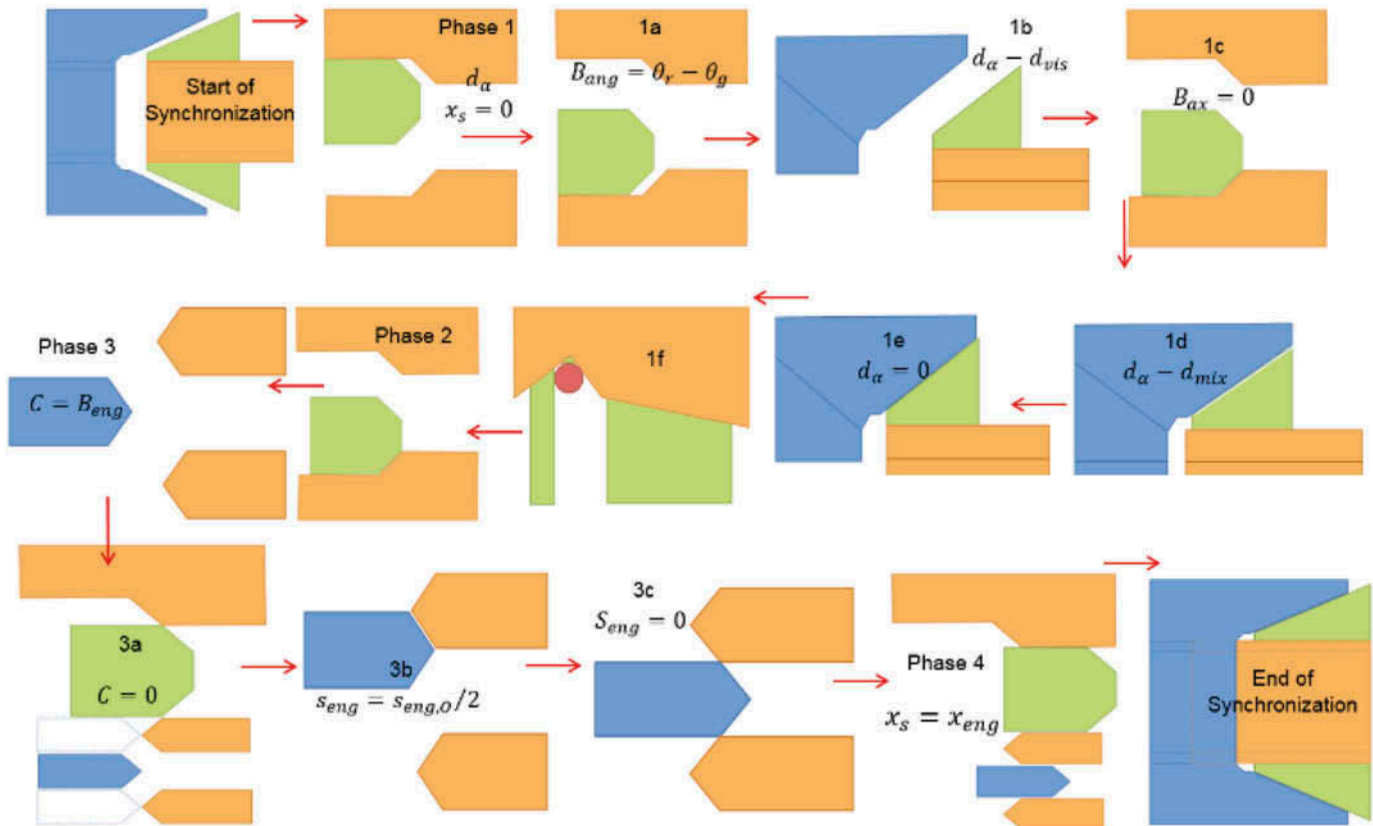 Start of
Synchronization
Phase 1
d_α
x_s = 0
1a
B_ang = θ_r − θ_g
1b
d_α − d_vis
1c
B_ax = 0
Phase 3
C = B_eng
Phase 2
1f
1e
d_α = 0
1d
d_α − d_mix
3a
C = 0
3b
s_eng = s_eng,O/2
3c
S_eng = 0
Phase 4
x_s = x_eng
End of
Synchronization